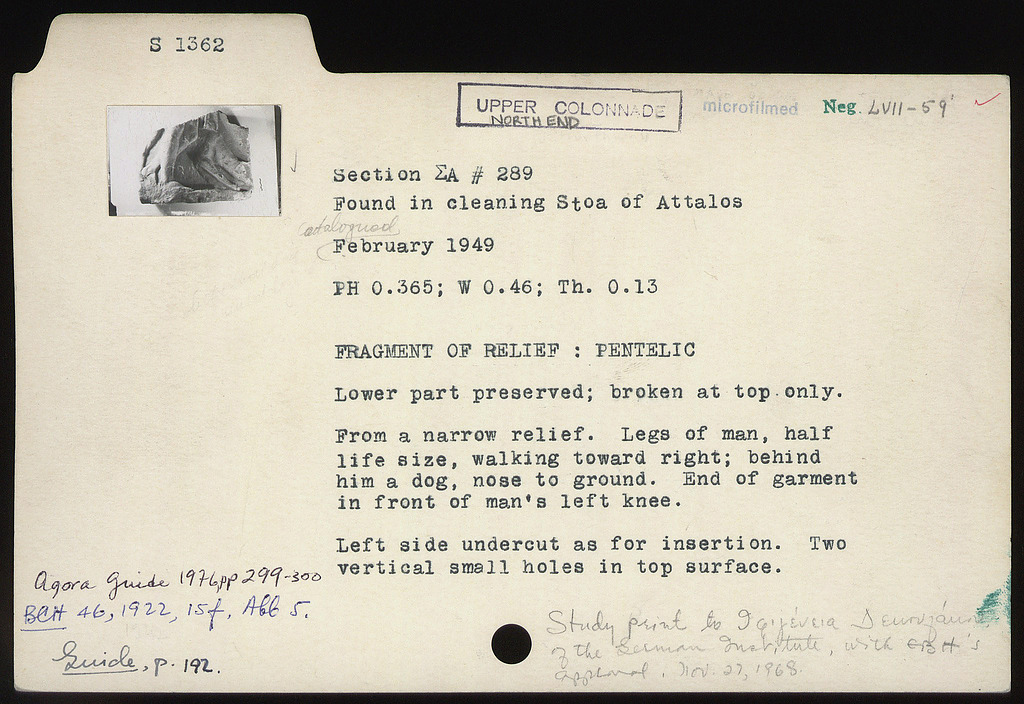 S 1362
UPPER COLONNADE
NORTH END
microfilmed Neg. LVII-59
Section ΣΑ # 289
Found in cleaning Stoa of Attalos
catalogued
February 1949
PH 0.365; W 0.46; Th. 0.13
FRAGMENT OF RELIEF : PENTELIC
Lower part preserved; broken at top only.
From a narrow relief. Legs of man, half
life size, walking toward right; behind
him a dog, nose to ground. End of garment
in front of man's left knee.
Left side undercut as for insertion. Two
vertical small holes in top surface.
Agora Guide 1976, pp 299-300
BCH 46, 1922, 15f, Abb 5.
Guide, p. 192.
Study print to Ἰφιγένεια
of the German Institute, with 's
approval. Nov. 27, 1968.